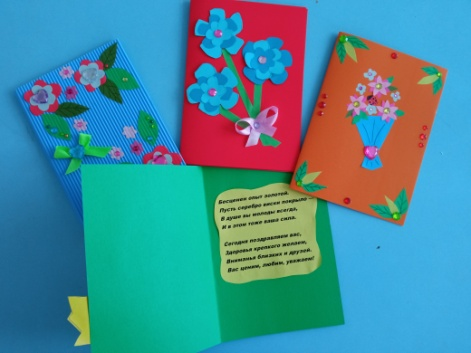 Бесценен опыт золотой.
Пусть серебро виски покрыло ...
В душе вы молоды всегда,
И в этом тоже ваша сила.
Сегодня поздравляем вас,
Здоровья крепкого желаем,
Вниманья близких и друзей,
Вас ценим, любим, уважаем!